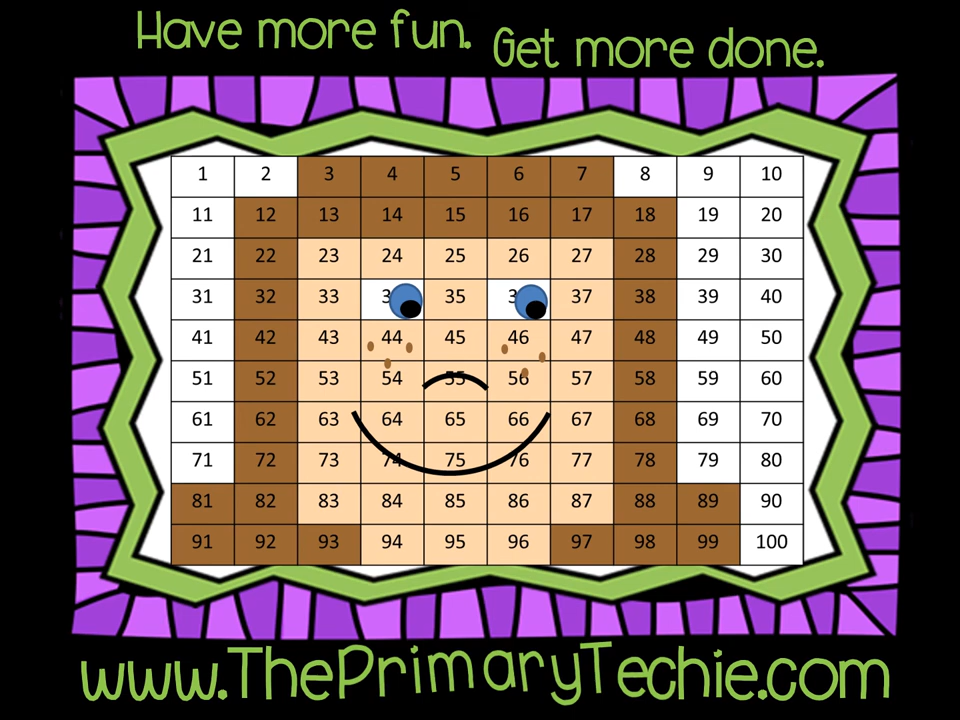 Have more fun. Get more done.
1 2 3 4 5 6 7 8 9 10
11 12 13 14 15 16 17 18 19 20
21 22 23 24 25 26 27 28 29 30
31 32 33 35 37 38 39 40
41 42 43 44 45 46 47 48 49 50
51 52 53 54 55 56 57 58 59 60
61 62 63 64 65 66 67 68 69 70
71 72 73 74 75 76 77 78 79 80
81 82 83 84 85 86 87 88 89 90
91 92 93 94 95 96 97 98 99 100
www.ThePrimaryTechie.com